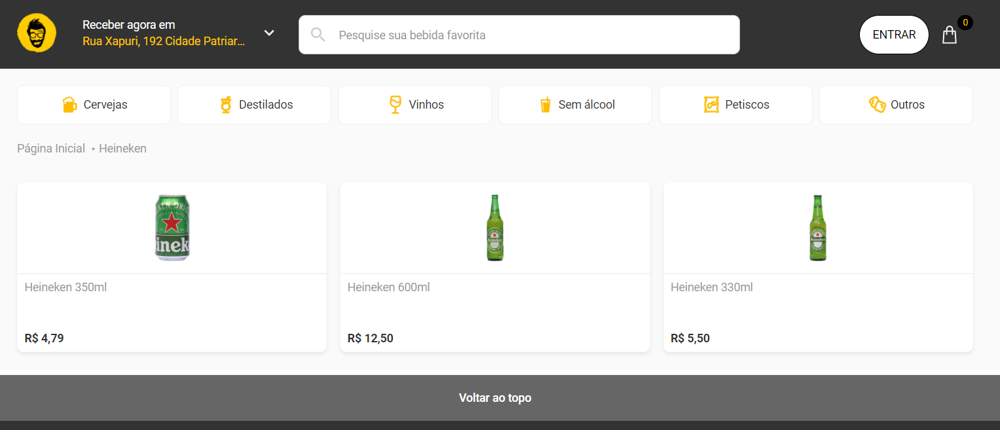 Receber agora em
Rua Xapuri, 192 Cidade Patriar...
Pesquise sua bebida favorita
ENTRAR
0
Cervejas
Destilados
Vinhos
Sem álcool
Petiscos
Outros
Página Inicial ‣ Heineken
Heineken 350ml
R$ 4,79
Heineken 600ml
R$ 12,50
Heineken 330ml
R$ 5,50
Voltar ao topo